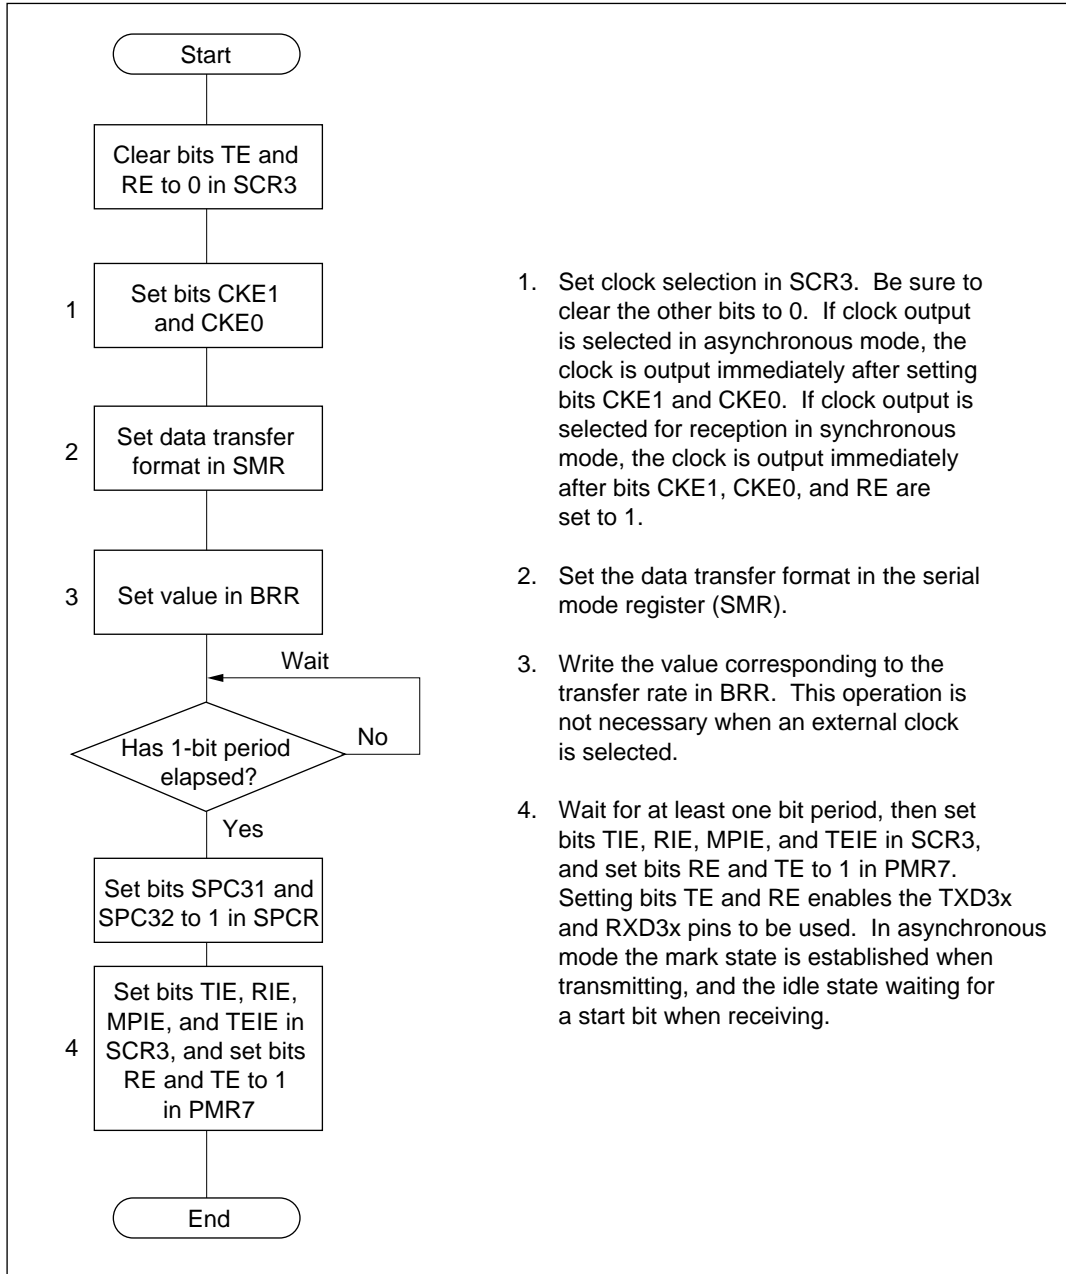 Start
Clear bits TE and
RE to 0 in SCR3
1
Set bits CKE1
and CKE0
2
Set data transfer
format in SMR
3
Set value in BRR
Wait
Has 1-bit period
elapsed?
No
Yes
Set bits SPC31 and
SPC32 to 1 in SPCR
4
Set bits TIE, RIE,
MPIE, and TEIE in
SCR3, and set bits
RE and TE to 1
in PMR7
End
1. Set clock selection in SCR3. Be sure to
clear the other bits to 0. If clock output
is selected in asynchronous mode, the
clock is output immediately after setting
bits CKE1 and CKE0. If clock output is
selected for reception in synchronous
mode, the clock is output immediately
after bits CKE1, CKE0, and RE are
set to 1.
2. Set the data transfer format in the serial
mode register (SMR).
3. Write the value corresponding to the
transfer rate in BRR. This operation is
not necessary when an external clock
is selected.
4. Wait for at least one bit period, then set
bits TIE, RIE, MPIE, and TEIE in SCR3,
and set bits RE and TE to 1 in PMR7.
Setting bits TE and RE enables the TXD3x
and RXD3x pins to be used. In asynchronous
mode the mark state is established when
transmitting, and the idle state waiting for
a start bit when receiving.